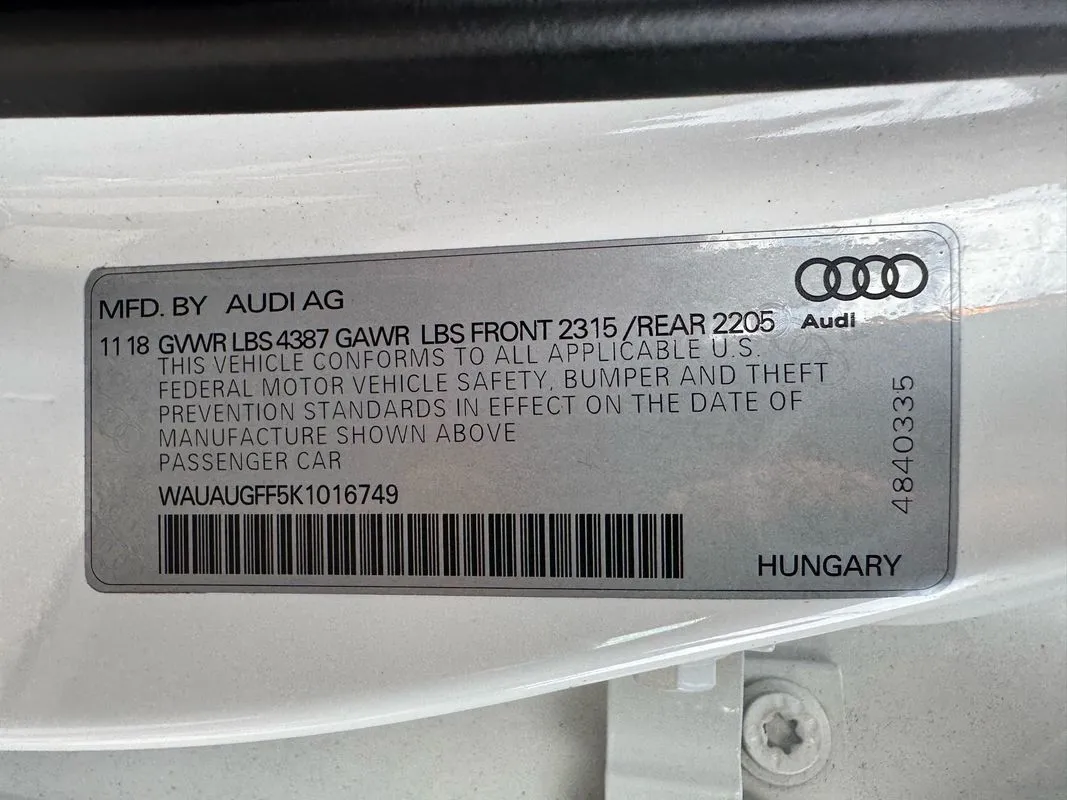 MFD. BY AUDI AG
Audi
11 18 GVWR LBS 4387 GAWR LBS FRONT 2315 /REAR 2205
THIS VEHICLE CONFORMS TO ALL APPLICABLE U.S.
FEDERAL MOTOR VEHICLE SAFETY, BUMPER AND THEFT
PREVENTION STANDARDS IN EFFECT ON THE DATE OF
MANUFACTURE SHOWN ABOVE
PASSENGER CAR
WAUAUGFF5K1016749
4840335
HUNGARY